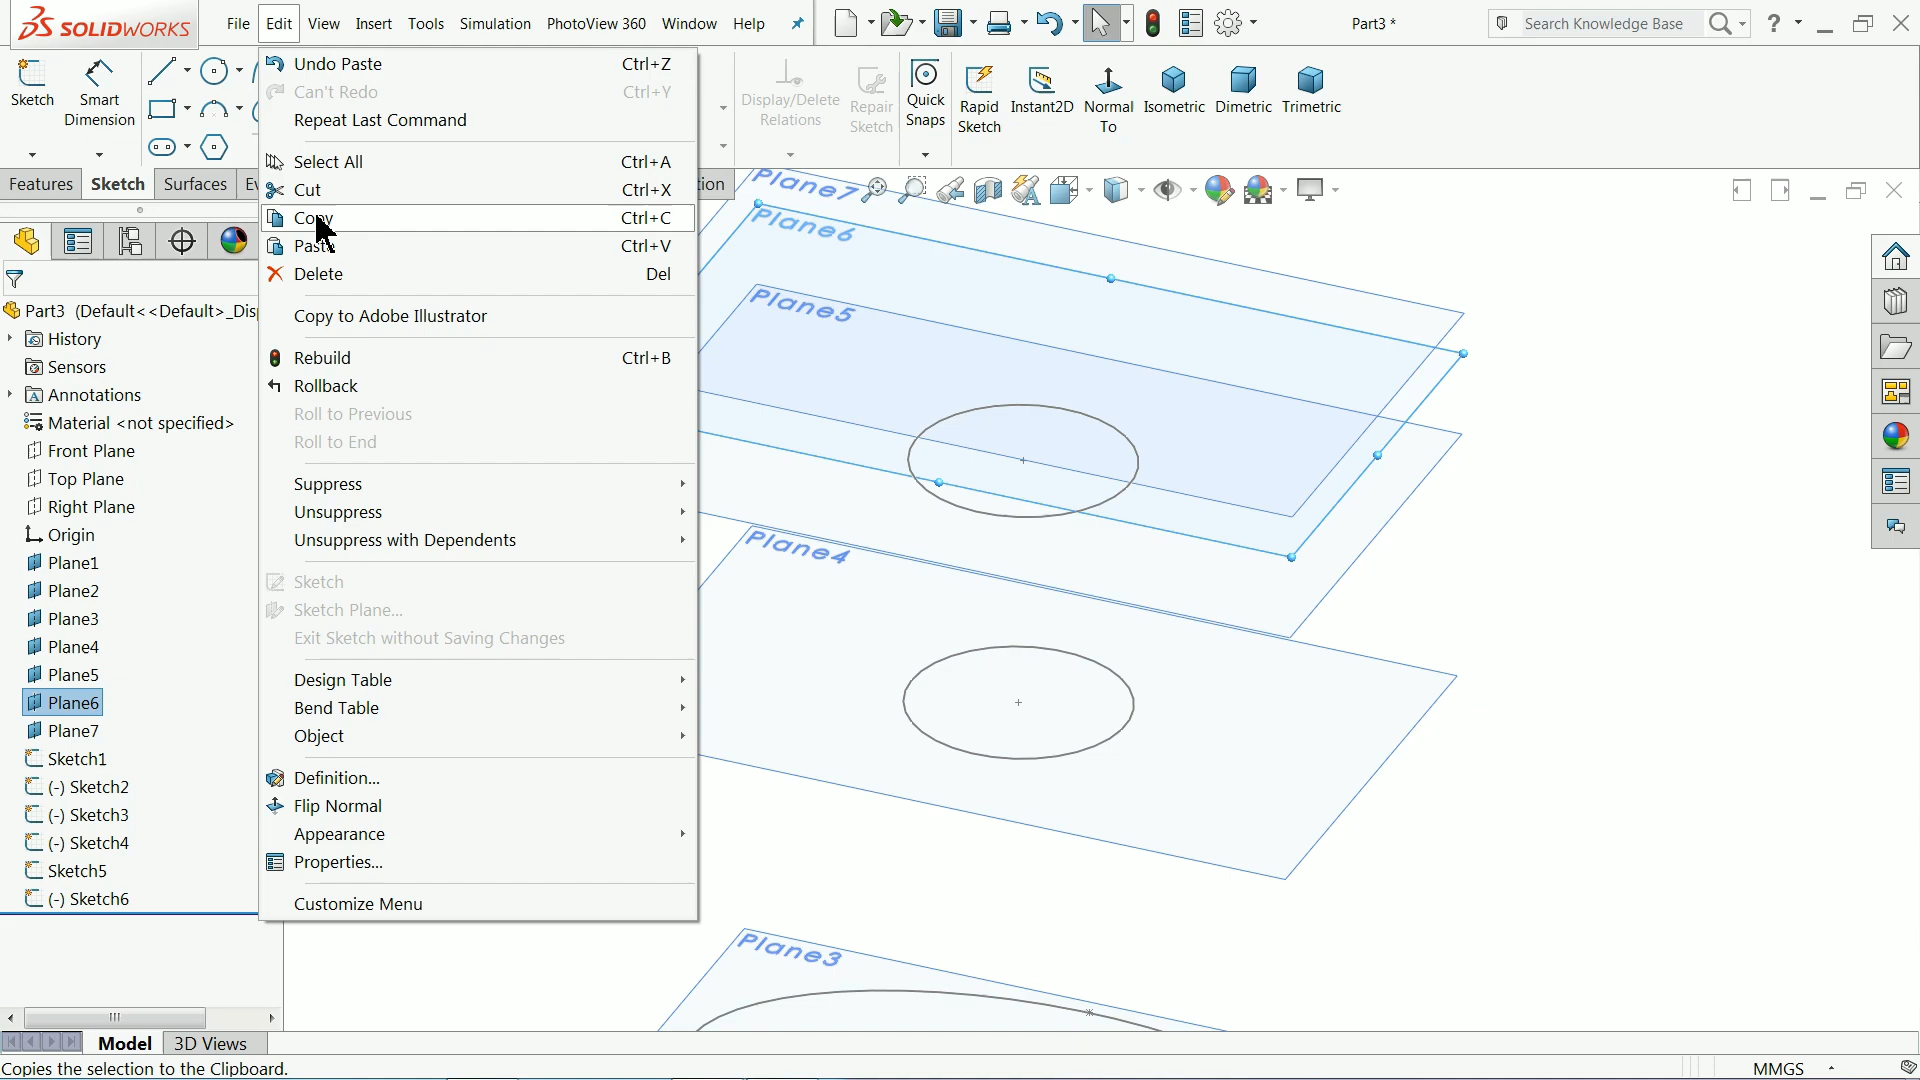 SOLIDWORKS
File Edit View Insert Tools Simulation PhotoView 360 Window Help
Part3 *
Search Knowledge Base
Sketch
Smart
Dimension
Display/Delete
Relations
Repair
Sketch
Quick
Snaps
Rapid
Sketch
Instant2D
Normal
To
Isometric
Dimetric
Trimetric
Features Sketch Surfaces Ev
tion
Undo Paste Ctrl+Z
Can't Redo Ctrl+Y
Repeat Last Command
Select All Ctrl+A
Cut Ctrl+X
Copy Ctrl+C
Paste Ctrl+V
Delete Del
Copy to Adobe Illustrator
Rebuild Ctrl+B
Rollback
Roll to Previous
Roll to End
Suppress
Unsuppress
Unsuppress with Dependents
Sketch
Sketch Plane...
Exit Sketch without Saving Changes
Design Table
Bend Table
Object
Definition...
Flip Normal
Appearance
Properties...
Customize Menu
Part3 (Default<<Default>_Disp
History
Sensors
Annotations
Material <not specified>
Front Plane
Top Plane
Right Plane
Origin
Plane1
Plane2
Plane3
Plane4
Plane5
Plane6
Plane7
Sketch1
(-) Sketch2
(-) Sketch3
(-) Sketch4
Sketch5
(-) Sketch6
Plane7
Plane6
Plane5
Plane4
Plane3
Model 3D Views
Copies the selection to the Clipboard.
MMGS